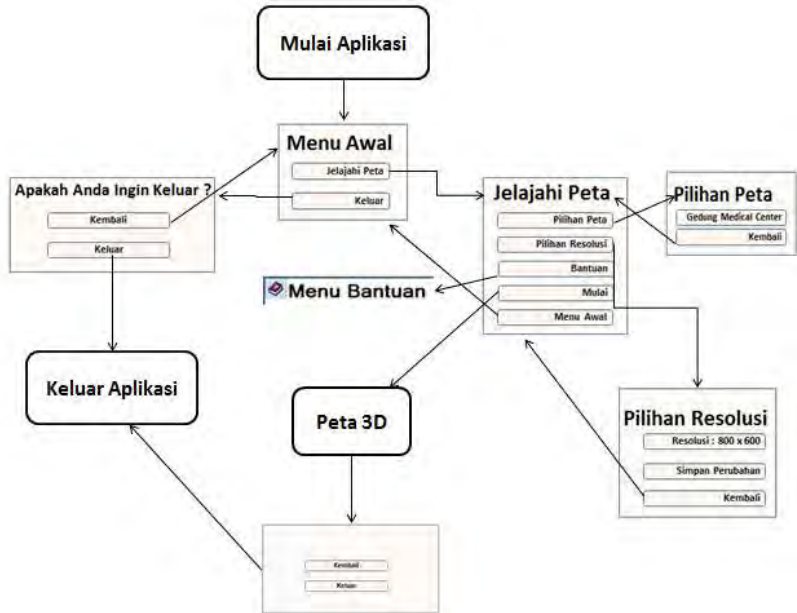 Mulai Aplikasi
Menu Awal
Jelajahi Peta
Keluar
Apakah Anda Ingin Keluar ?
Kembali
Keluar
Jelajahi Peta
Pilihan Peta
Pilihan Resolusi
Bantuan
Mulai
Menu Awal
Pilihan Peta
Gedung Medical Center
Kembali
Menu Bantuan
Keluar Aplikasi
Peta 3D
Pilihan Resolusi
Resolusi : 800 x 600
Simpan Perubahan
Kembali
Kembali
Keluar